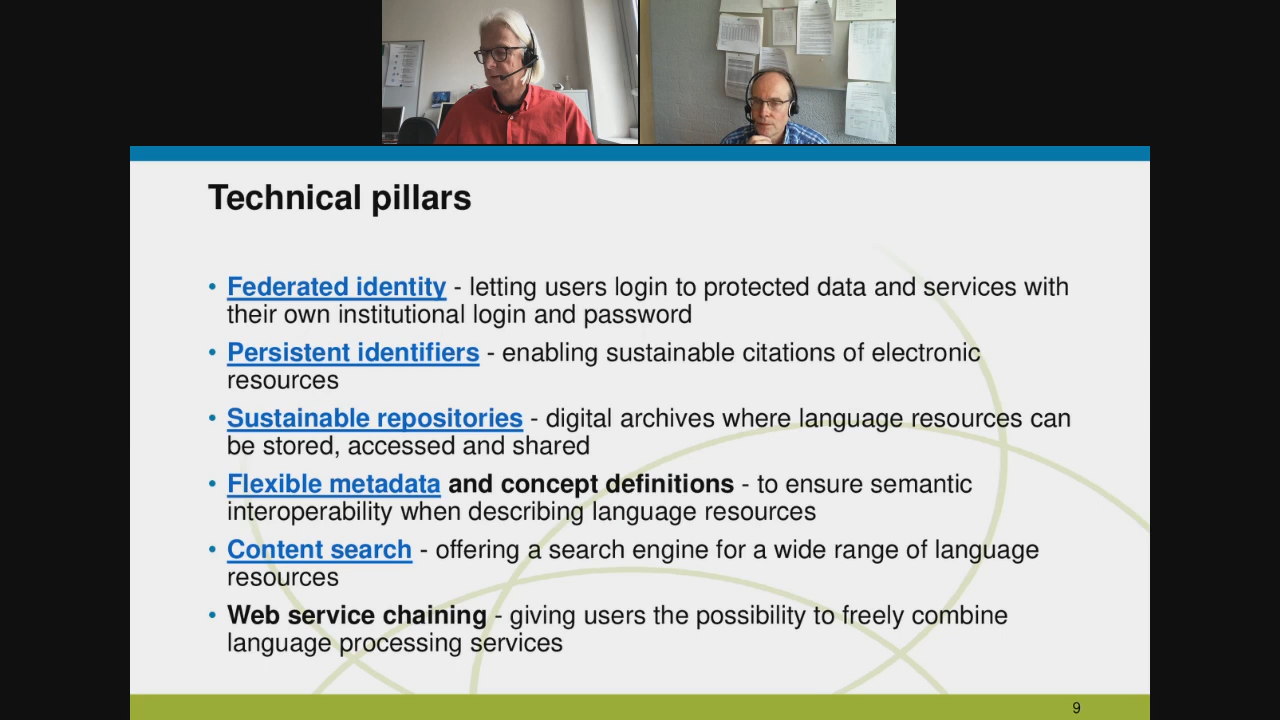 Technical pillars
• Federated identity - letting users login to protected data and services with
their own institutional login and password
• Persistent identifiers - enabling sustainable citations of electronic
resources
• Sustainable repositories - digital archives where language resources can
be stored, accessed and shared
• Flexible metadata and concept definitions - to ensure semantic
interoperability when describing language resources
• Content search - offering a search engine for a wide range of language
resources
• Web service chaining - giving users the possibility to freely combine
language processing services
9